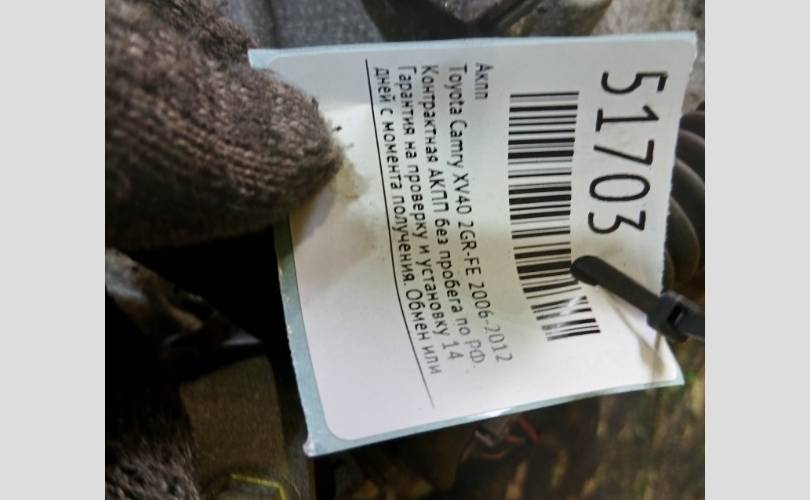 51703
Акпп
Toyota Camry XV40 2GR-FE 2006-2012
Контрактная АКПП без пробега по РФ.
Гарантия на проверку и установку 14
дней с момента получения. Обмен или